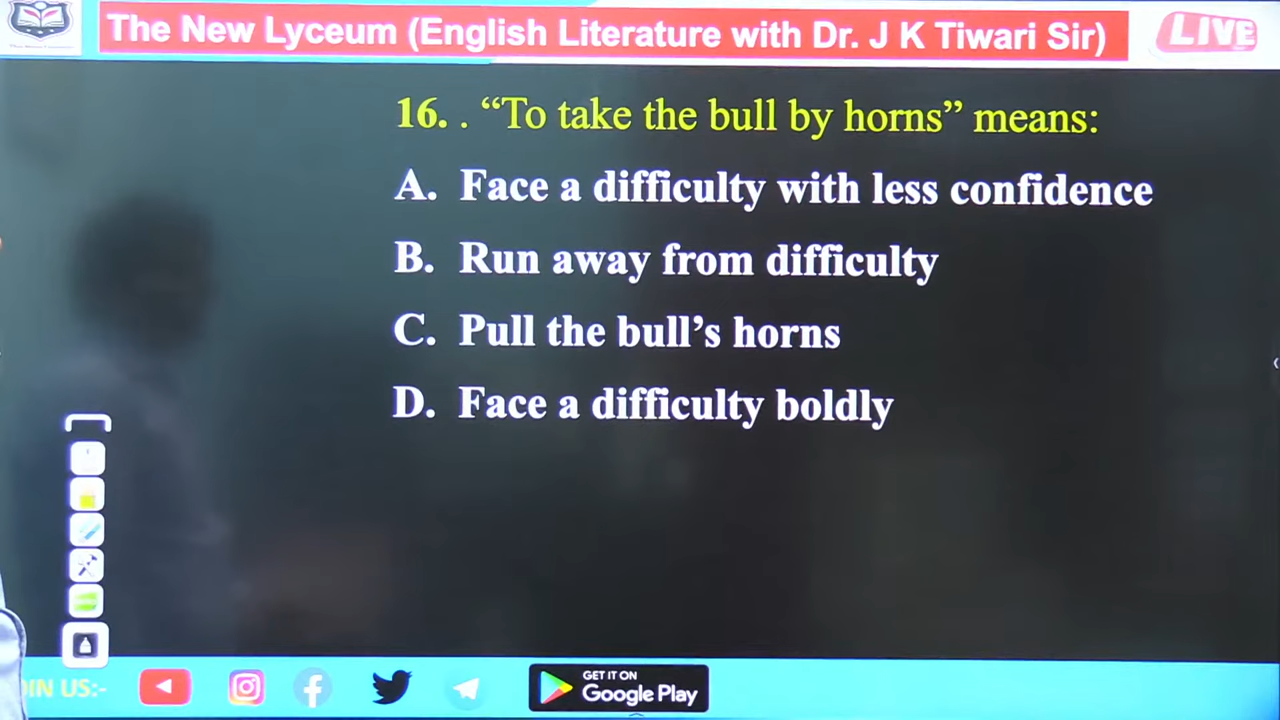 The New Lyceum (English Literature with Dr. J K Tiwari Sir)
LIVE
16. . “To take the bull by horns” means:
A. Face a difficulty with less confidence
B. Run away from difficulty
C. Pull the bull’s horns
D. Face a difficulty boldly
IN US:-
GET IT ON
Google Play